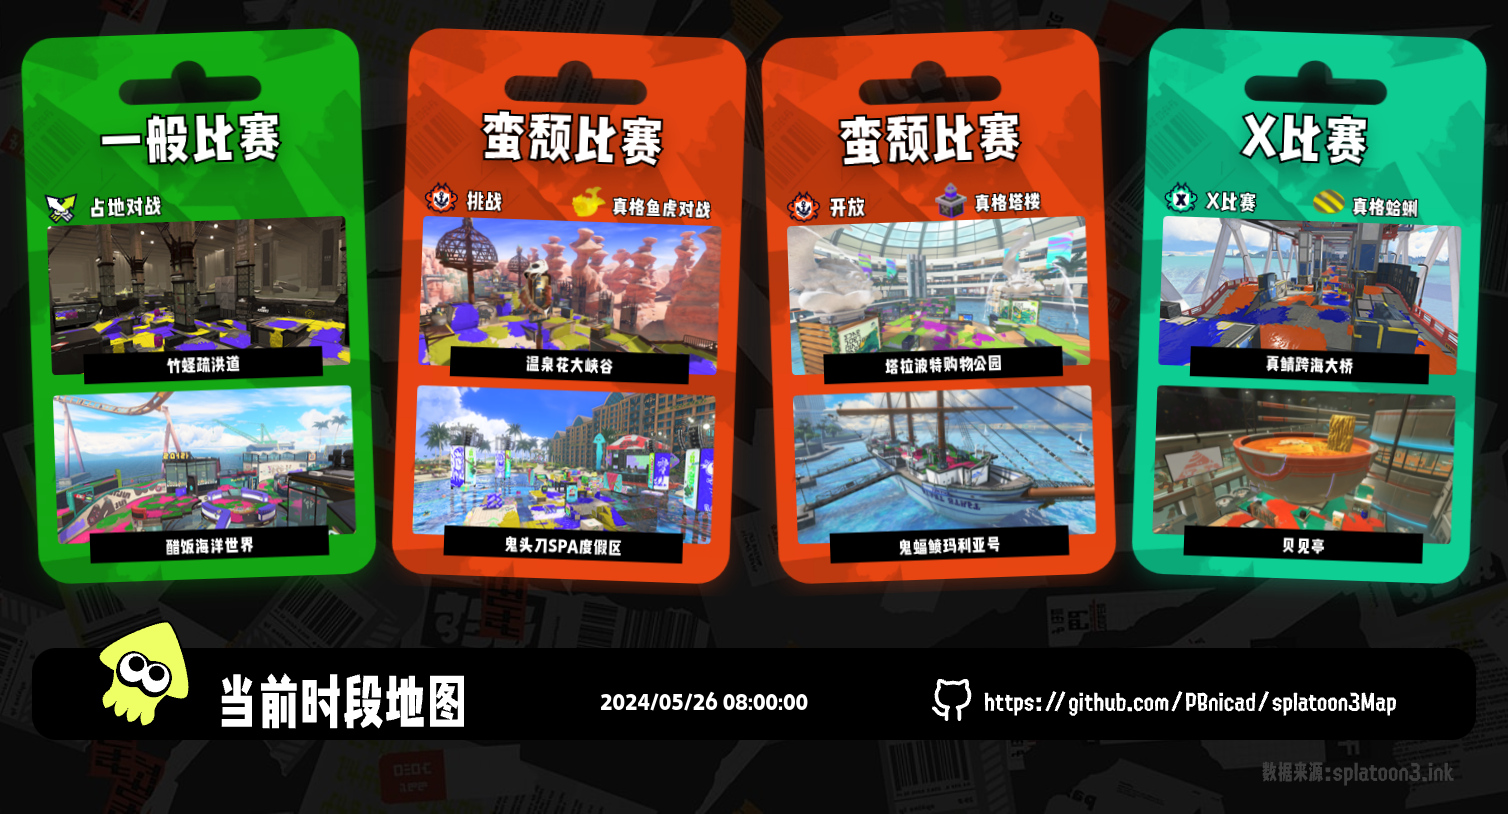 一般比赛
占地对战
竹蛏疏洪道
醋饭海洋世界
蛮颓比赛
挑战
真格鱼虎对战
温泉花大峡谷
鬼头刀SPA度假区
蛮颓比赛
开放
真格塔楼
塔拉波特购物公园
鬼蝠鲼玛利亚号
X比赛
X比赛
真格蛤蜊
真鲭跨海大桥
贝见亭
当前时段地图
2024/05/26 08:00:00
https://github.com/PBnicad/splatoon3Map
数据来源:splatoon3.ink